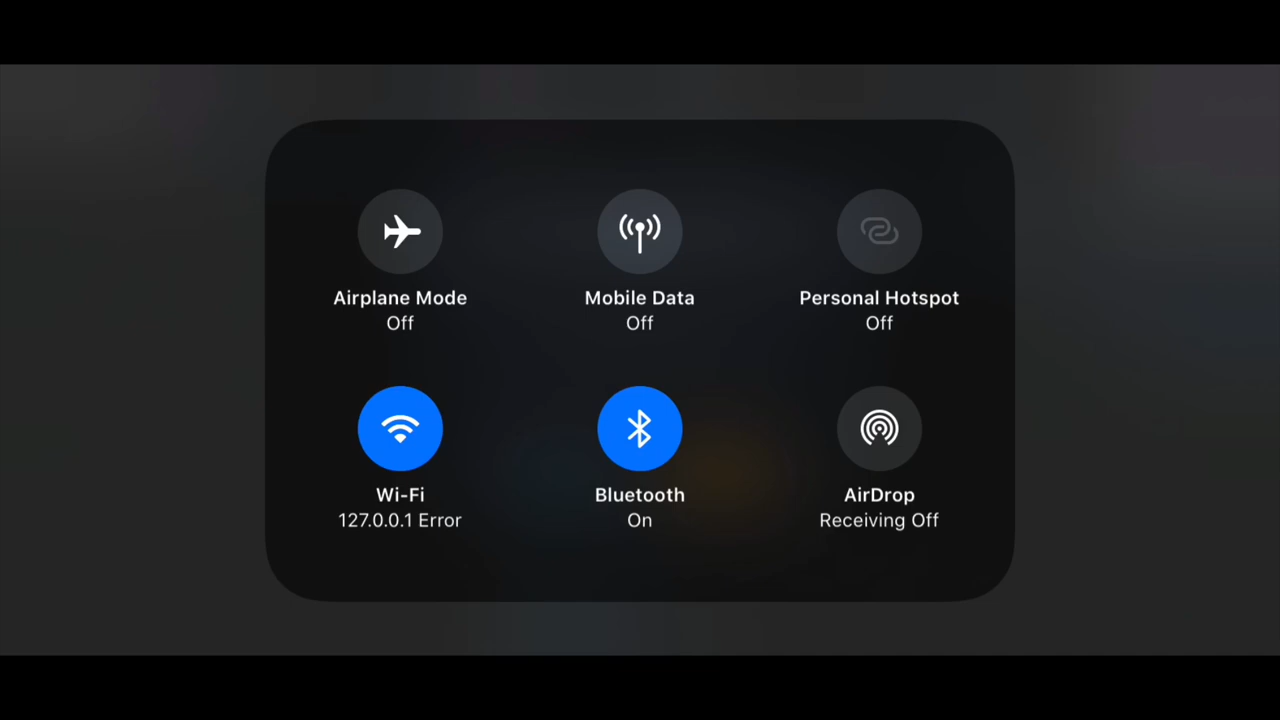 Airplane Mode
Off
Mobile Data
Off
Personal Hotspot
Off
Wi-Fi
127.0.0.1 Error
Bluetooth
On
AirDrop
Receiving Off